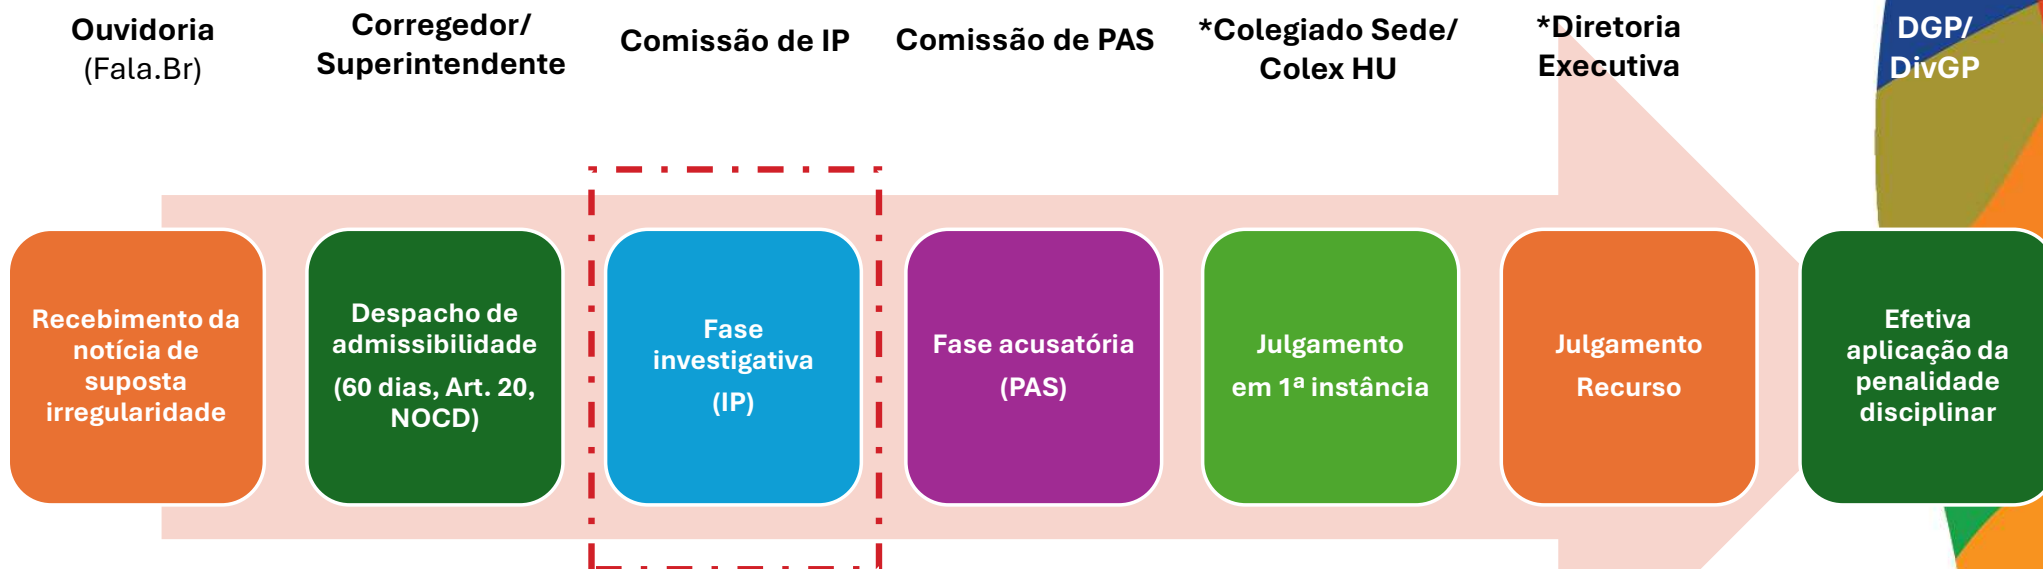 Ouvidoria
(Fala.Br)
Corregedor/
Superintendente
Comissão de IP
Comissão de PAS
*Colegiado Sede/
Colex HU
*Diretoria
Executiva
DGP/
DivGP
Recebimento da
notícia de
suposta
irregularidade
Despacho de
admissibilidade
(60 dias, Art. 20,
NOCD)
Fase
investigativa
(IP)
Fase acusatória
(PAS)
Julgamento
em 1ª instância
Julgamento
Recurso
Efetiva
aplicação da
penalidade
disciplinar